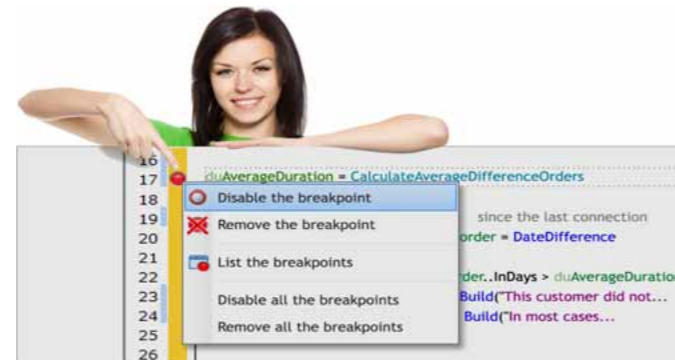 16
17 duAverageDuration = CalculateAverageDifferenceOrders
18 Disable the breakpoint
19 Remove the breakpoint since the last connection
20 order = DateDifference
21 List the breakpoints
22 der..InDays > duAverageDuratio
23 Disable all the breakpoints Build("This customer did not...
24 Remove all the breakpoints Build("In most cases...
25
26